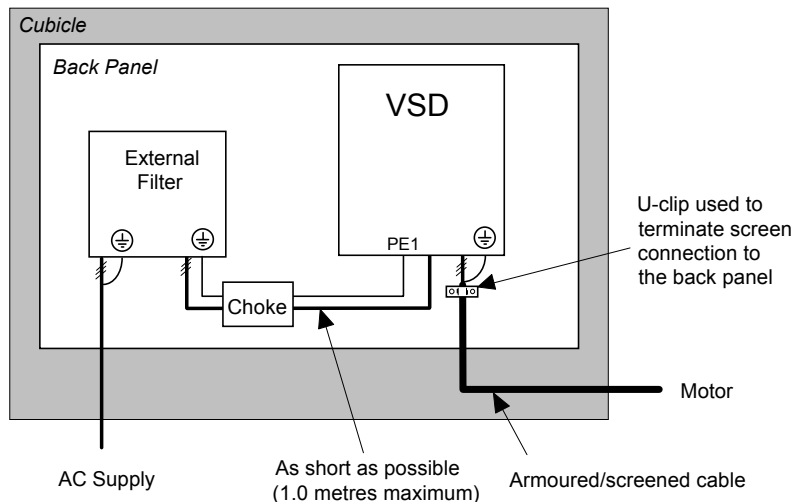 Cubicle
Back Panel
VSD
External
Filter
PE1
U-clip used to
terminate screen
connection to
the back panel
Choke
Motor
AC Supply
As short as possible
(1.0 metres maximum)
Armoured/screened cable